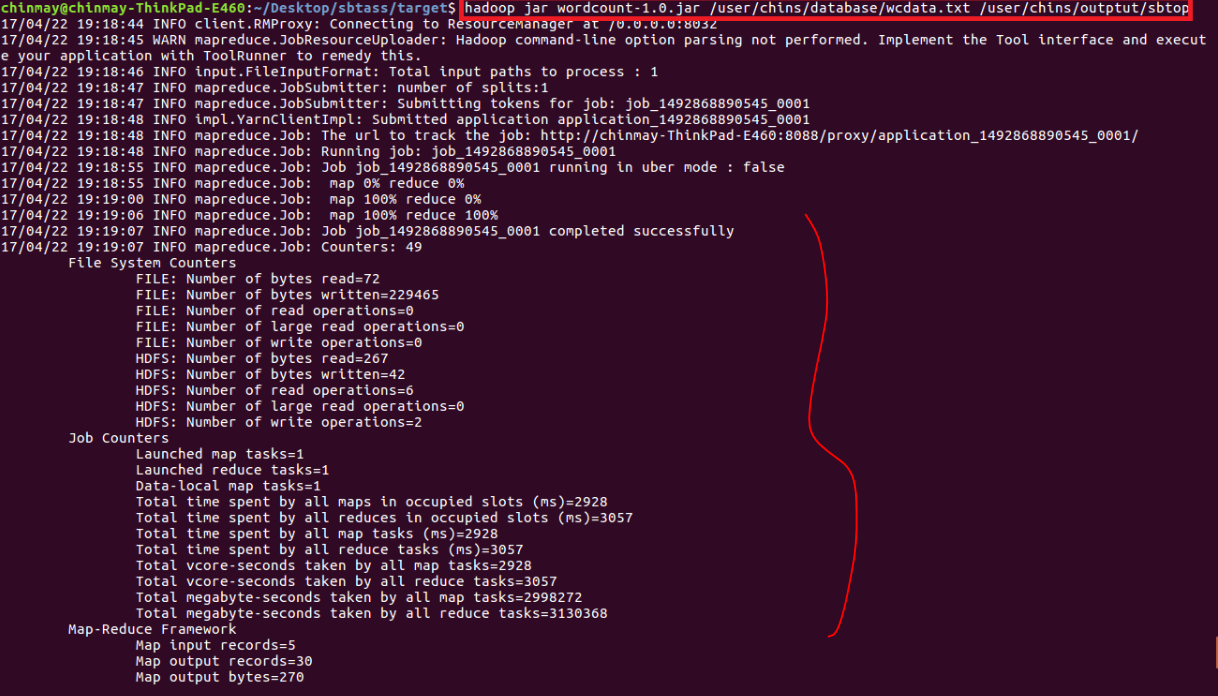 chinmay@chinmay-ThinkPad-E460:~/Desktop/sbtass/target$ hadoop jar wordcount-1.0.jar /user/chins/database/wcdata.txt /user/chins/outptut/sbtop
17/04/22 19:18:44 INFO client.RMProxy: Connecting to ResourceManager at /0.0.0.0:8032
17/04/22 19:18:45 WARN mapreduce.JobResourceUploader: Hadoop command-line option parsing not performed. Implement the Tool interface and execut
e your application with ToolRunner to remedy this.
17/04/22 19:18:46 INFO input.FileInputFormat: Total input paths to process : 1
17/04/22 19:18:47 INFO mapreduce.JobSubmitter: number of splits:1
17/04/22 19:18:47 INFO mapreduce.JobSubmitter: Submitting tokens for job: job_1492868890545_0001
17/04/22 19:18:48 INFO impl.YarnClientImpl: Submitted application application_1492868890545_0001
17/04/22 19:18:48 INFO mapreduce.Job: The url to track the job: http://chinmay-ThinkPad-E460:8088/proxy/application_1492868890545_0001/
17/04/22 19:18:48 INFO mapreduce.Job: Running job: job_1492868890545_0001
17/04/22 19:18:55 INFO mapreduce.Job: Job job_1492868890545_0001 running in uber mode : false
17/04/22 19:18:55 INFO mapreduce.Job:  map 0% reduce 0%
17/04/22 19:19:00 INFO mapreduce.Job:  map 100% reduce 0%
17/04/22 19:19:06 INFO mapreduce.Job:  map 100% reduce 100%
17/04/22 19:19:07 INFO mapreduce.Job: Job job_1492868890545_0001 completed successfully
17/04/22 19:19:07 INFO mapreduce.Job: Counters: 49
File System Counters
FILE: Number of bytes read=72
FILE: Number of bytes written=229465
FILE: Number of read operations=0
FILE: Number of large read operations=0
FILE: Number of write operations=0
HDFS: Number of bytes read=267
HDFS: Number of bytes written=42
HDFS: Number of read operations=6
HDFS: Number of large read operations=0
HDFS: Number of write operations=2
Job Counters
Launched map tasks=1
Launched reduce tasks=1
Data-local map tasks=1
Total time spent by all maps in occupied slots (ms)=2928
Total time spent by all reduces in occupied slots (ms)=3057
Total time spent by all map tasks (ms)=2928
Total time spent by all reduce tasks (ms)=3057
Total vcore-seconds taken by all map tasks=2928
Total vcore-seconds taken by all reduce tasks=3057
Total megabyte-seconds taken by all map tasks=2998272
Total megabyte-seconds taken by all reduce tasks=3130368
Map-Reduce Framework
Map input records=5
Map output records=30
Map output bytes=270